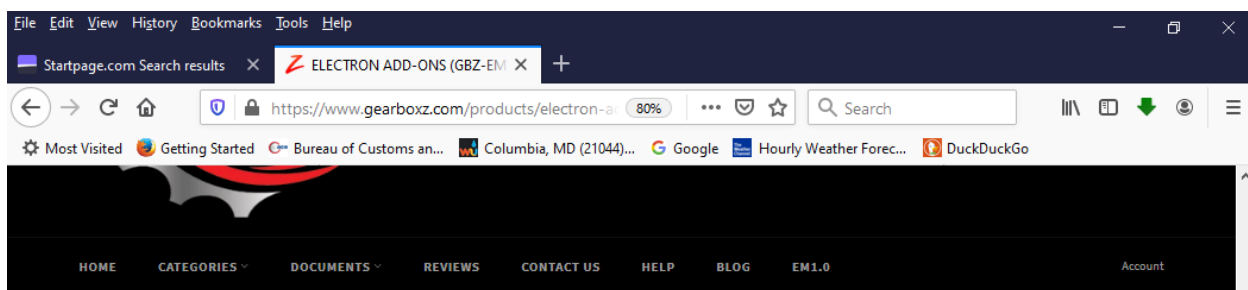 File Edit View History Bookmarks Tools Help
Startpage.com Search results ELECTRON ADD-ONS (GBZ-EM
https://www.gearboxz.com/products/electron-a 80% Search
Most Visited Getting Started Bureau of Customs an... Columbia, MD (21044)... Google Hourly Weather Forec... DuckDuckGo
HOME CATEGORIES DOCUMENTS REVIEWS CONTACT US HELP BLOG EM1.0 Account